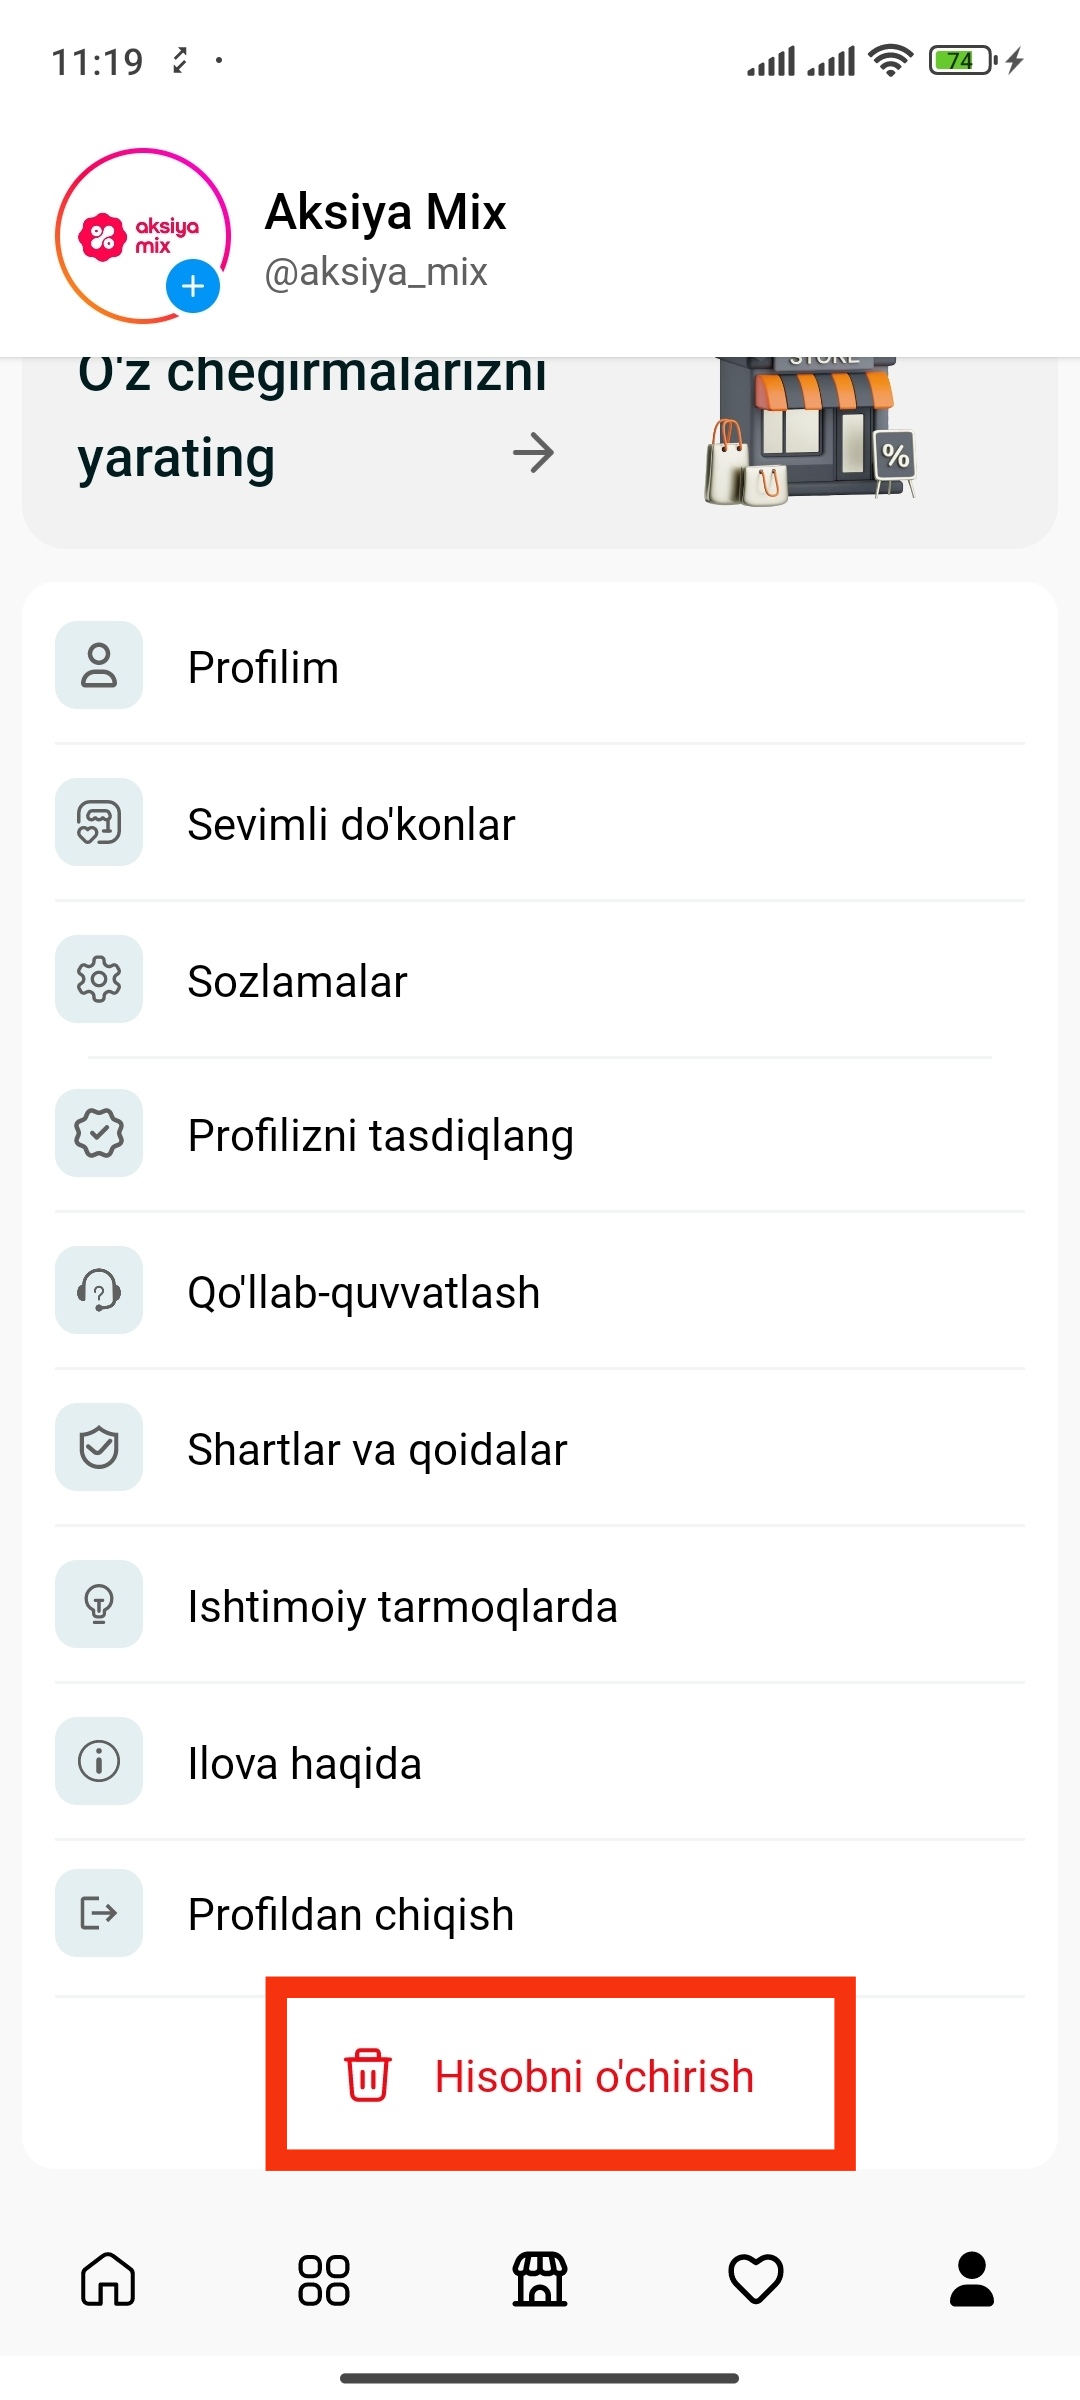 11:19
74
aksiya
mix
Aksiya Mix
@aksiya_mix
O'z chegirmalarizni
yarating
STORE
%
Profilim
Sevimli do'konlar
Sozlamalar
Profilizni tasdiqlang
Qo'llab-quvvatlash
Shartlar va qoidalar
Ishtimoiy tarmoqlarda
Ilova haqida
Profildan chiqish
Hisobni o'chirish